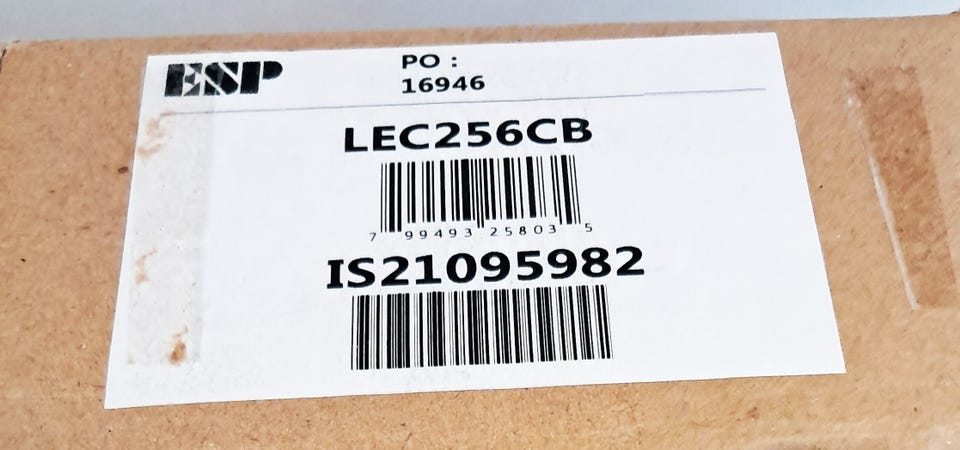 ESP
PO :
16946
LEC256CB
7 99493 25803 5
IS21095982